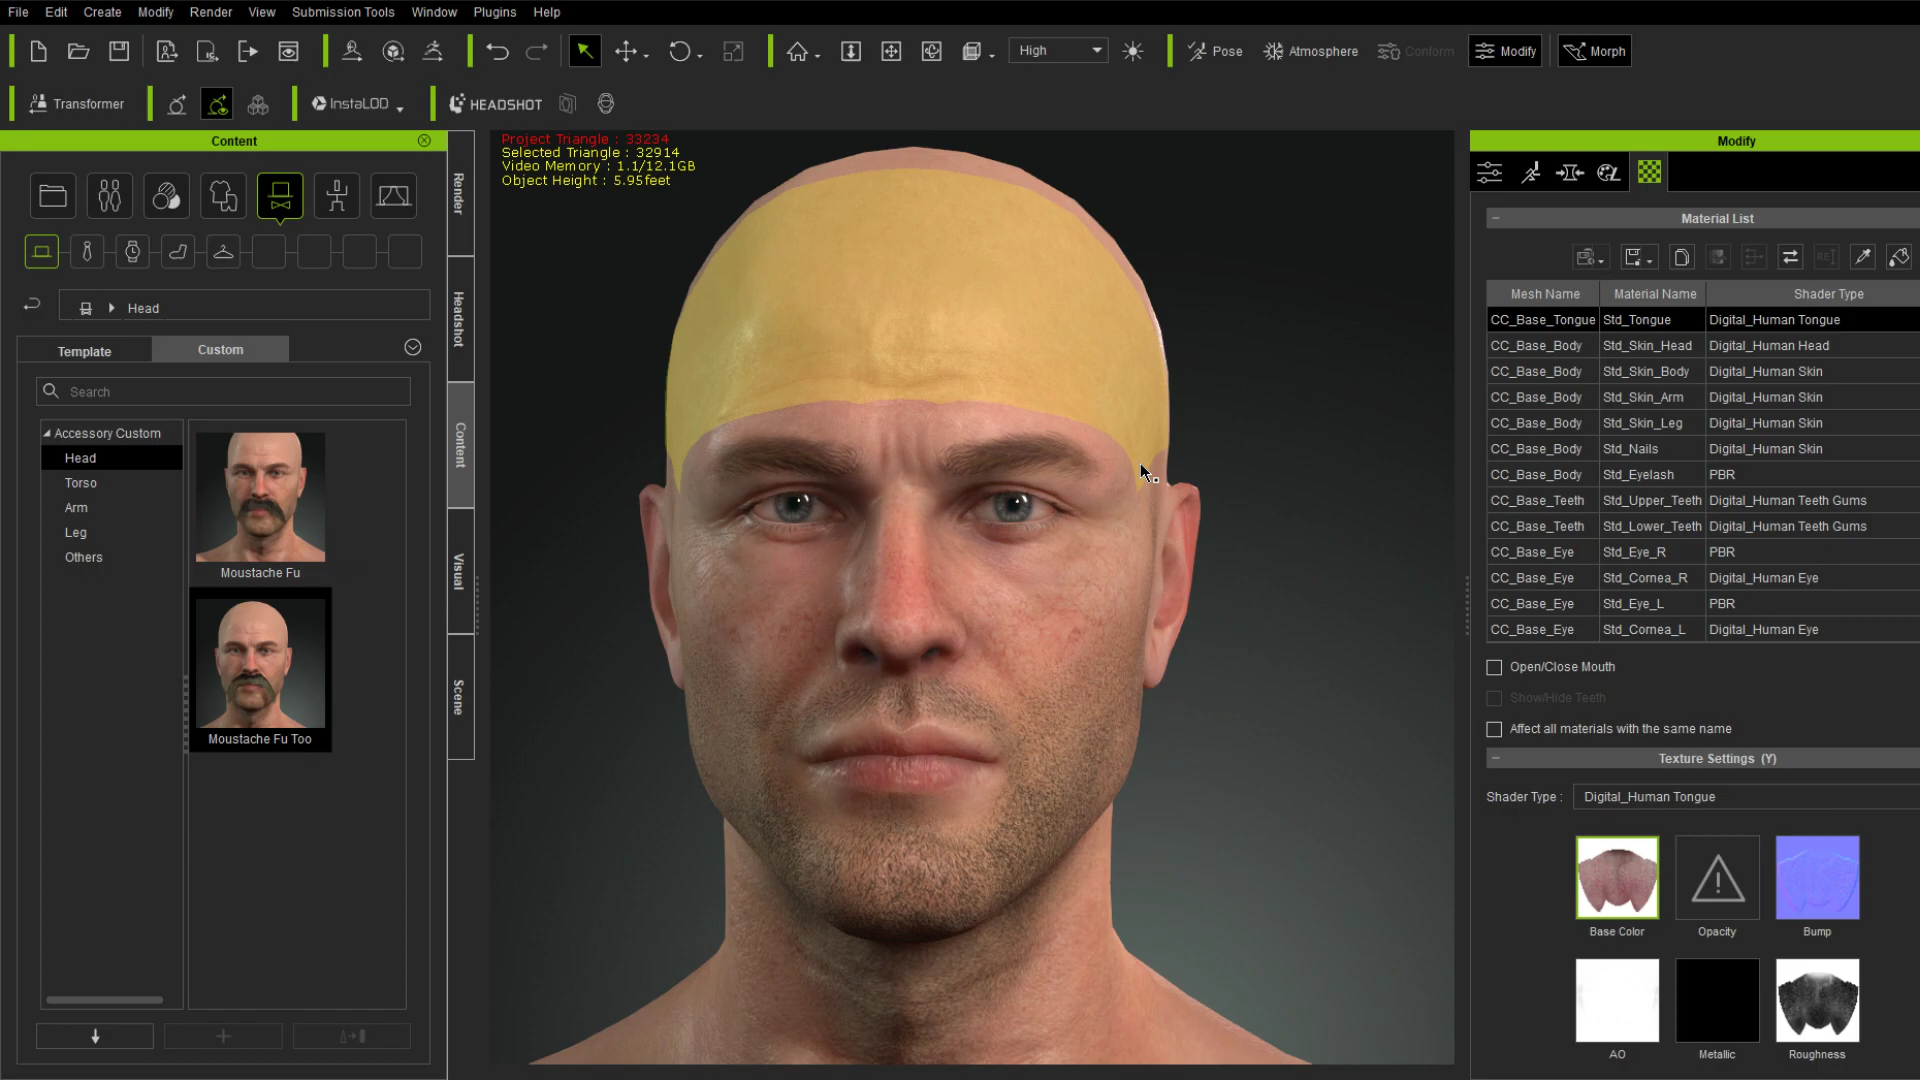 File Edit Create Modify Render View Submission Tools Window Plugins Help
High Pose Atmosphere Conform Modify Morph
Transformer InstaLOD HEADSHOT
Content
Head
Template Custom
Search
Accessory Custom
Head
Torso
Arm
Leg
Others
Moustache Fu
Moustache Fu Too
Render
Headshot
Content
Visual
Scene
Project Triangle : 33234
Selected Triangle : 32914
Video Memory : 1.1/12.1GB
Object Height : 5.95feet
Modify
Material List
Mesh Name Material Name Shader Type
CC_Base_Tongue Std_Tongue Digital_Human Tongue
CC_Base_Body Std_Skin_Head Digital_Human Head
CC_Base_Body Std_Skin_Body Digital_Human Skin
CC_Base_Body Std_Skin_Arm Digital_Human Skin
CC_Base_Body Std_Skin_Leg Digital_Human Skin
CC_Base_Body Std_Nails Digital_Human Skin
CC_Base_Body Std_Eyelash PBR
CC_Base_Teeth Std_Upper_Teeth Digital_Human Teeth Gums
CC_Base_Teeth Std_Lower_Teeth Digital_Human Teeth Gums
CC_Base_Eye Std_Eye_R PBR
CC_Base_Eye Std_Cornea_R Digital_Human Eye
CC_Base_Eye Std_Eye_L PBR
CC_Base_Eye Std_Cornea_L Digital_Human Eye
Open/Close Mouth
Show/Hide Teeth
Affect all materials with the same name
Texture Settings (Y)
Shader Type : Digital_Human Tongue
Base Color Opacity Bump
AO Metallic Roughness